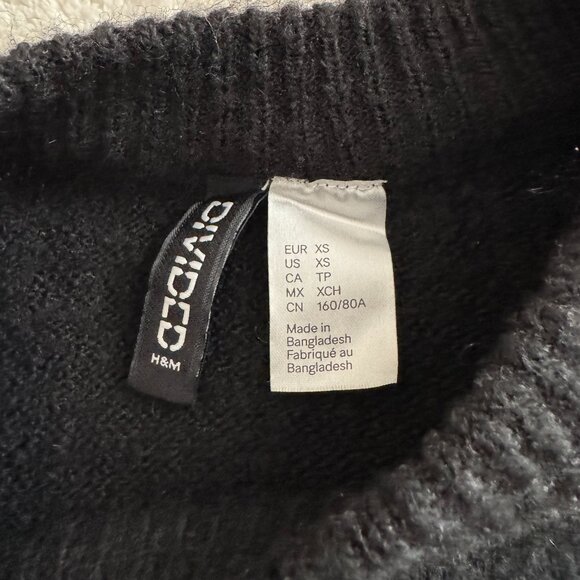 DIVIDED
H&M
EUR XS
US XS
CA TP
MX XCH
CN 160/80A
Made in
Bangladesh
Fabriqué au
Bangladesh